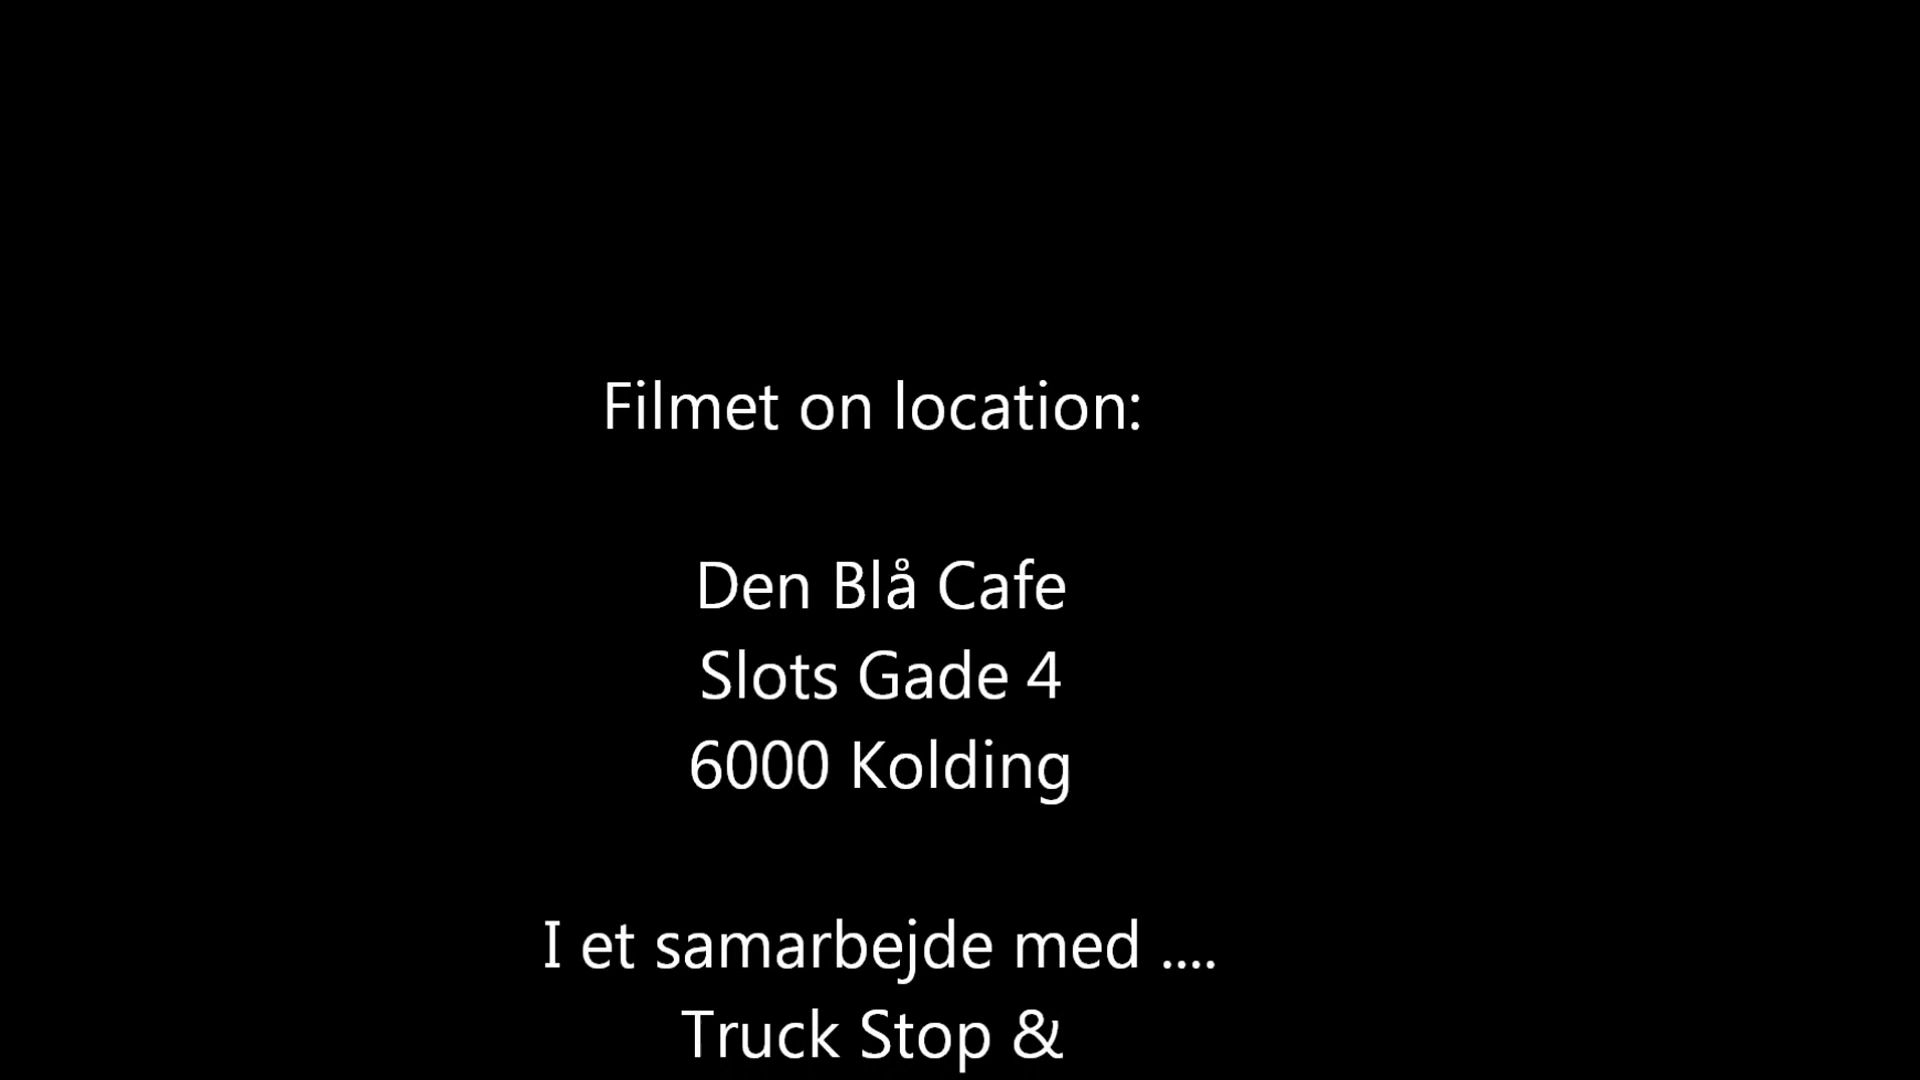 Filmet on location:
Den Blå Cafe
Slots Gade 4
6000 Kolding
I et samarbejde med ....
Truck Stop &